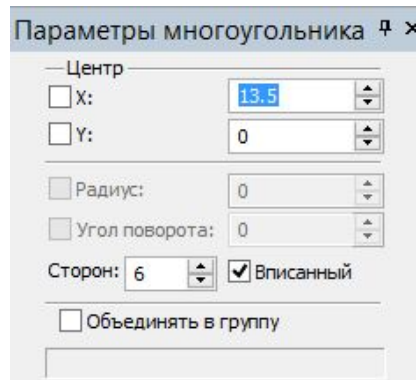 Параметры многоугольника
Центр
X: 13.5
Y: 0
Радиус: 0
Угол поворота: 0
Сторон: 6 Вписанный
Объединять в группу